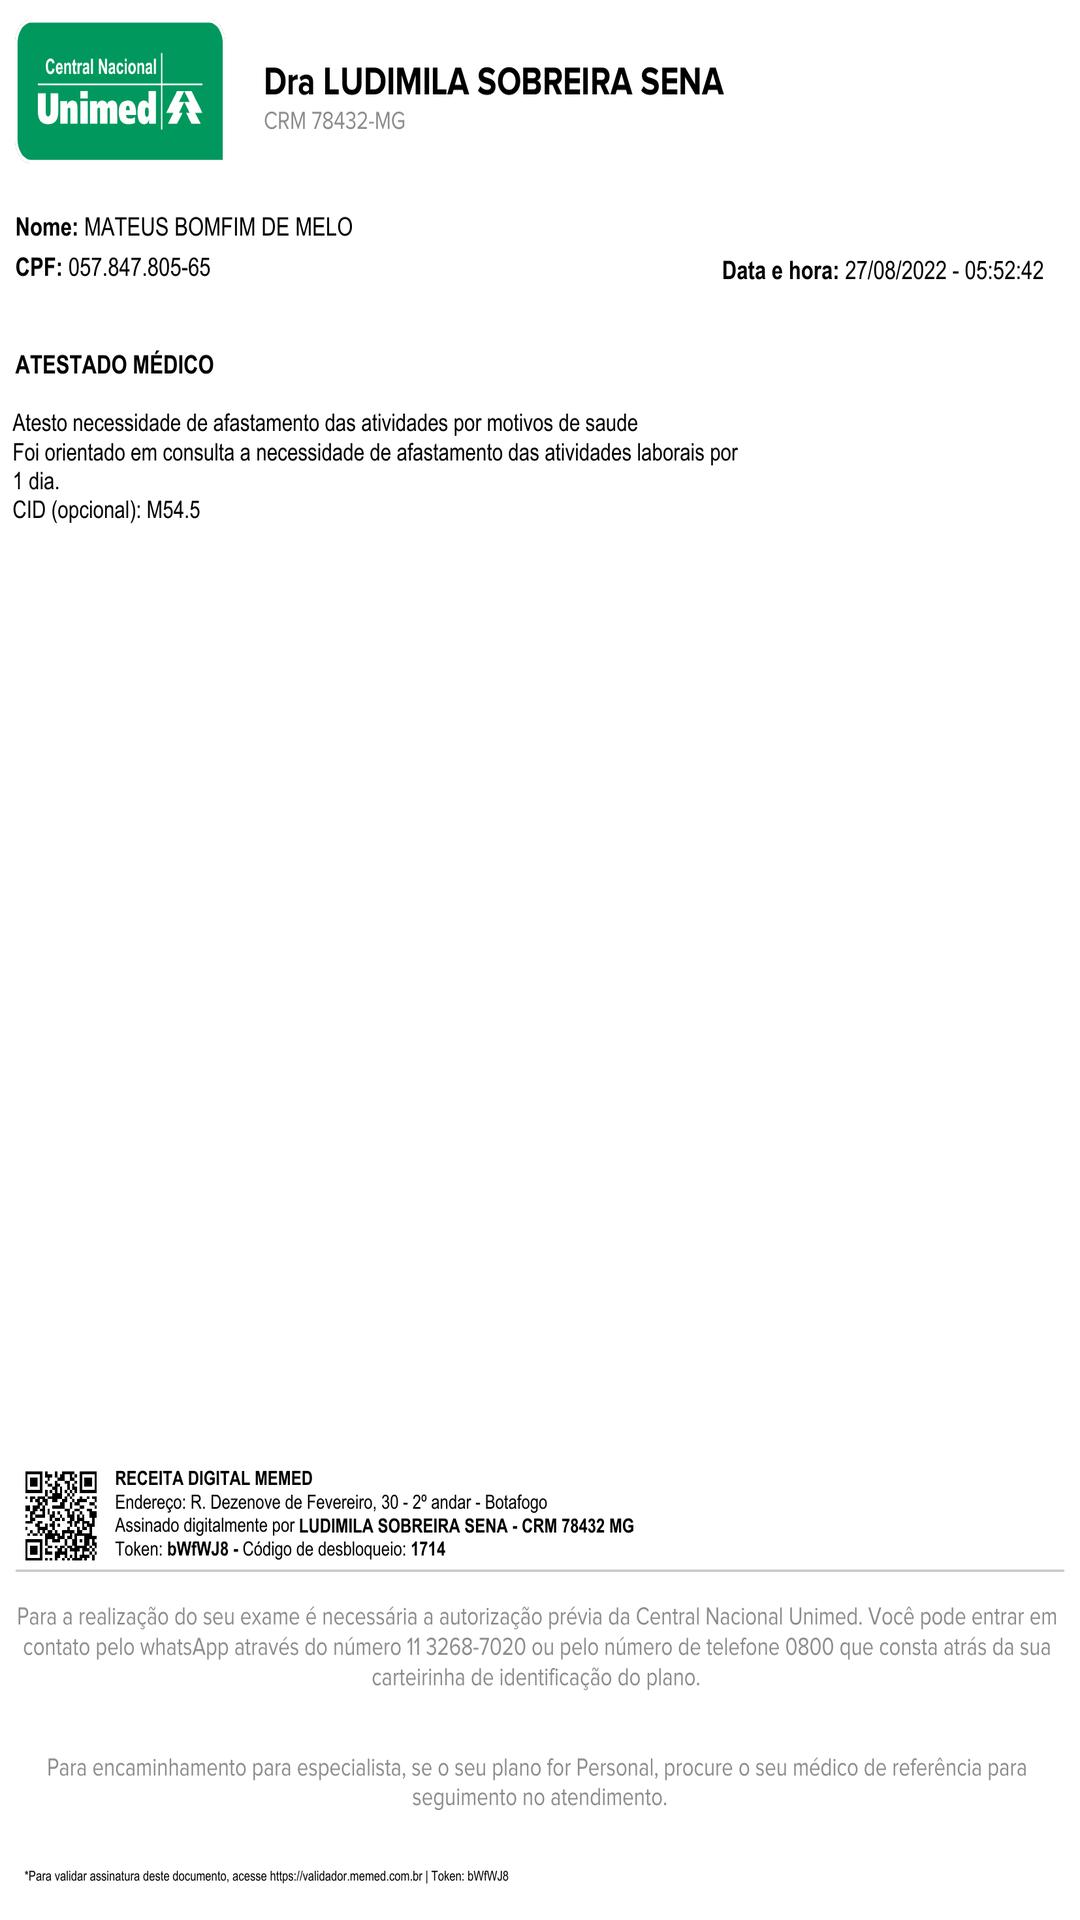 Central Nacional
Unimed
Dra LUDIMILA SOBREIRA SENA
CRM 78432-MG
Nome: MATEUS BOMFIM DE MELO
CPF: 057.847.805-65
Data e hora: 27/08/2022 - 05:52:42
ATESTADO MÉDICO
Atesto necessidade de afastamento das atividades por motivos de saude
Foi orientado em consulta a necessidade de afastamento das atividades laborais por
1 dia.
CID (opcional): M54.5
RECEITA DIGITAL MEMED
Endereço: R. Dezenove de Fevereiro, 30 - 2º andar - Botafogo
Assinado digitalmente por LUDIMILA SOBREIRA SENA - CRM 78432 MG
Token: bWfWJ8 - Código de desbloqueio: 1714
Para a realização do seu exame é necessária a autorização prévia da Central Nacional Unimed. Você pode entrar em
contato pelo whatsApp através do número 11 3268-7020 ou pelo número de telefone 0800 que consta atrás da sua
carteirinha de identificação do plano.
Para encaminhamento para especialista, se o seu plano for Personal, procure o seu médico de referência para
seguimento no atendimento.
*Para validar assinatura deste documento, acesse https://validador.memed.com.br | Token: bWfWJ8